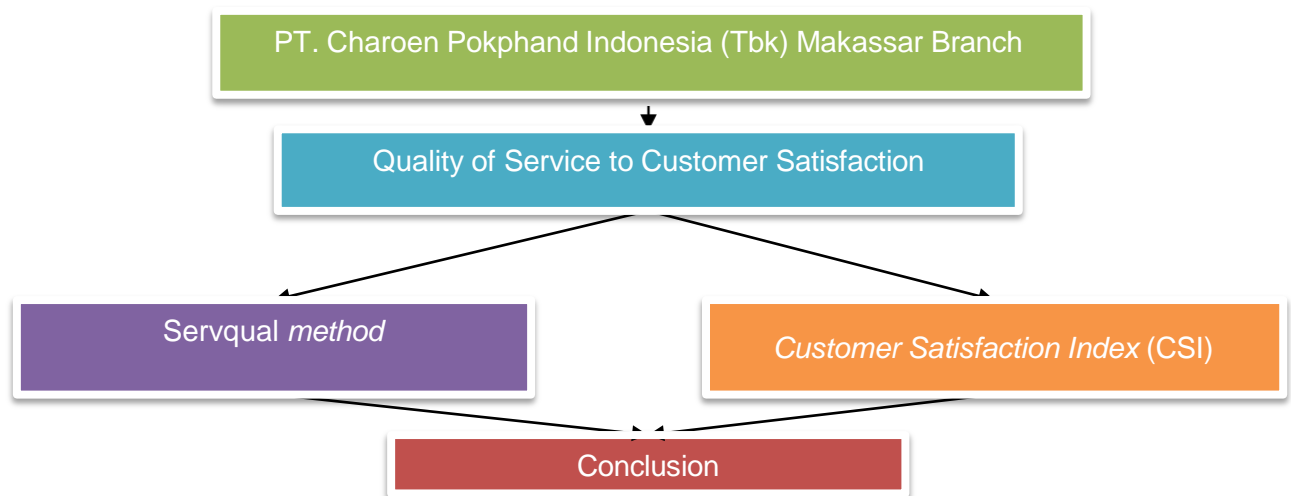 PT. Charoen Pokphand Indonesia (Tbk) Makassar Branch
Quality of Service to Customer Satisfaction
Servqual method
Customer Satisfaction Index (CSI)
Conclusion